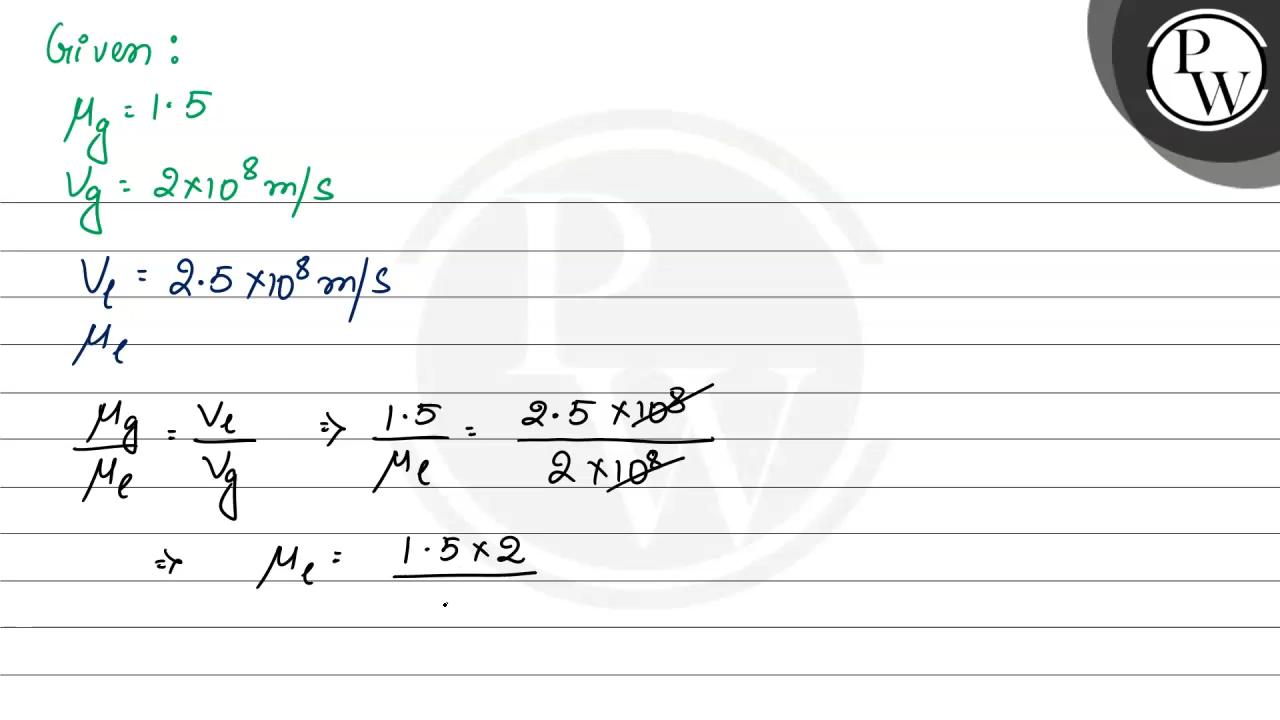 Given :
μg = 1.5
Vg = 2×10⁸ m/s
Vl = 2.5×10⁸ m/s
μl
μg/μl = Vl/Vg ⇒ 1.5/μl = 2.5×10⁸/2×10⁸
⇒ μl = 1.5×2
PW
PW